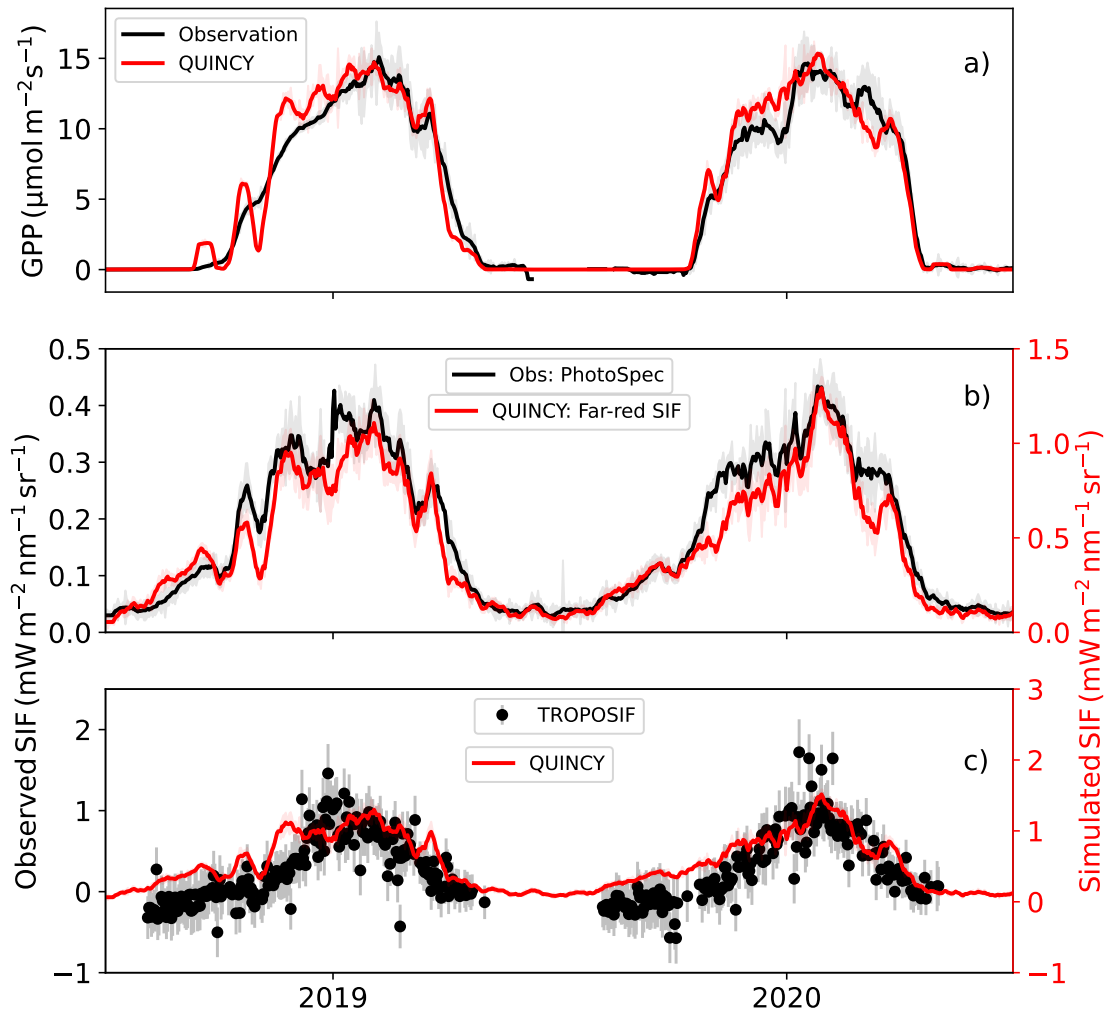 GPP (µmol m⁻²s⁻¹)
15
10
5
0
Observation
QUINCY
a)
Observed SIF (mW m⁻² nm⁻¹ sr⁻¹)
0.5
0.4
0.3
0.2
0.1
0.0
Obs: PhotoSpec
QUINCY: Far-red SIF
b)
1.5
1.0
0.5
0.0
Simulated SIF (mW m⁻² nm⁻¹ sr⁻¹)
2
1
0
−1
TROPOSIF
QUINCY
c)
3
2
1
0
−1
2019
2020